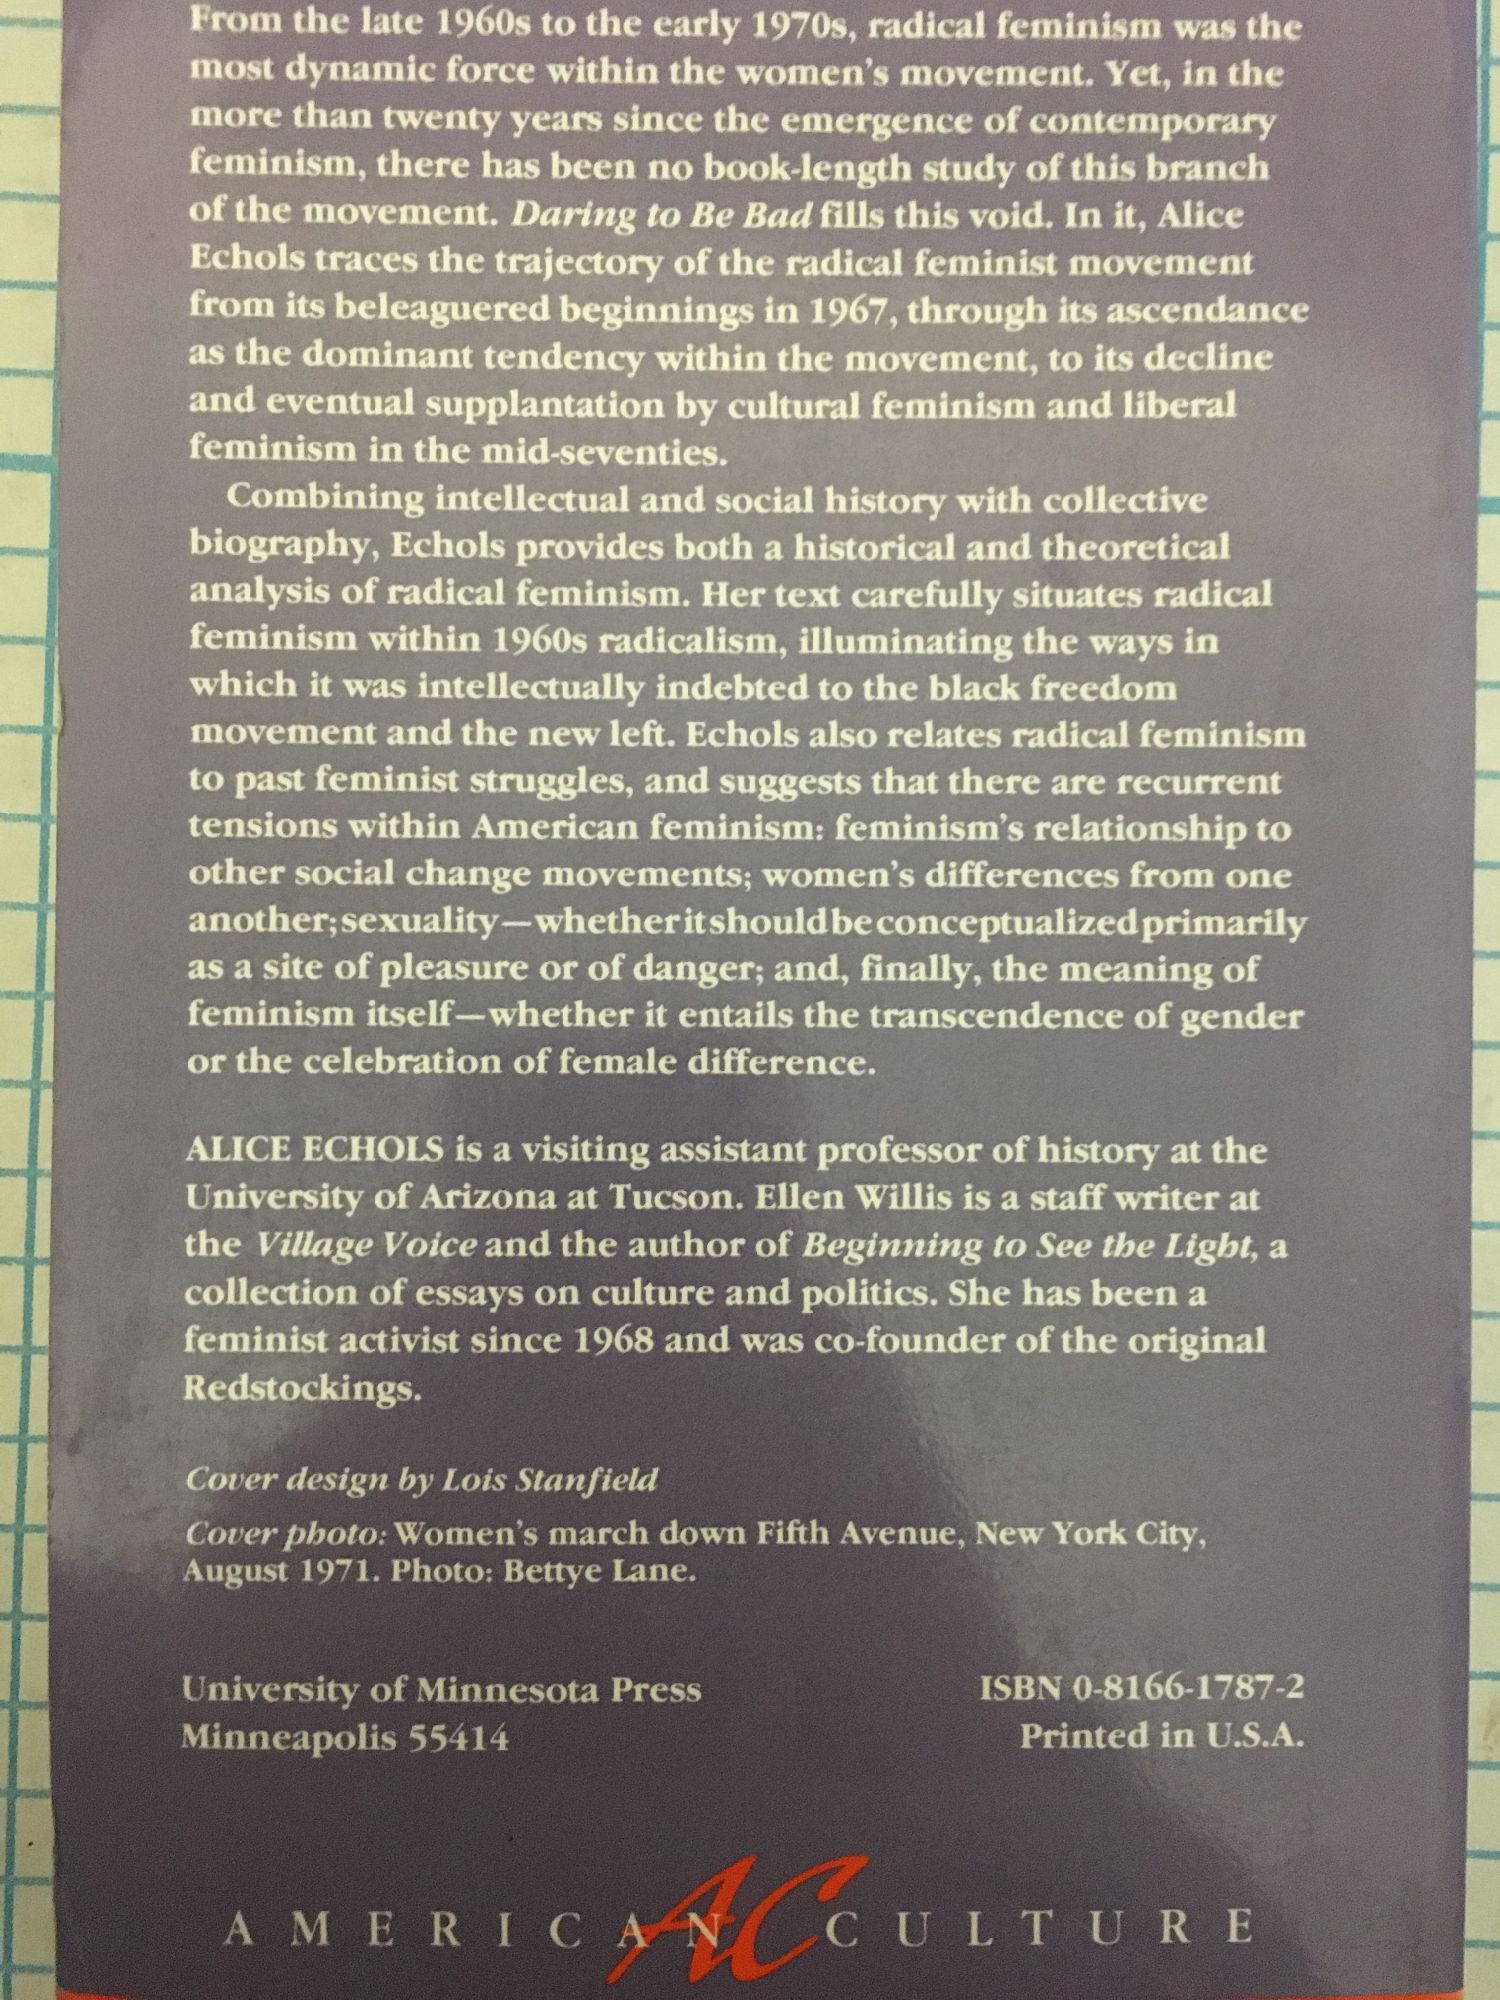 From the late 1960s to the early 1970s, radical feminism was the
most dynamic force within the women's movement. Yet, in the
more than twenty years since the emergence of contemporary
feminism, there has been no book-length study of this branch
of the movement. Daring to Be Bad fills this void. In it, Alice
Echols traces the trajectory of the radical feminist movement
from its beleaguered beginnings in 1967, through its ascendance
as the dominant tendency within the movement, to its decline
and eventual supplantation by cultural feminism and liberal
feminism in the mid-seventies.
Combining intellectual and social history with collective
biography, Echols provides both a historical and theoretical
analysis of radical feminism. Her text carefully situates radical
feminism within 1960s radicalism, illuminating the ways in
which it was intellectually indebted to the black freedom
movement and the new left. Echols also relates radical feminism
to past feminist struggles, and suggests that there are recurrent
tensions within American feminism: feminism's relationship to
other social change movements; women's differences from one
another; sexuality—whether it should be conceptualized primarily
as a site of pleasure or of danger; and, finally, the meaning of
feminism itself—whether it entails the transcendence of gender
or the celebration of female difference.
ALICE ECHOLS is a visiting assistant professor of history at the
University of Arizona at Tucson. Ellen Willis is a staff writer at
the Village Voice and the author of Beginning to See the Light, a
collection of essays on culture and politics. She has been a
feminist activist since 1968 and was co-founder of the original
Redstockings.
Cover design by Lois Stanfield
Cover photo: Women's march down Fifth Avenue, New York City,
August 1971. Photo: Bettye Lane.
University of Minnesota Press
Minneapolis 55414
ISBN 0-8166-1787-2
Printed in U.S.A.
AC
AMERICAN CULTURE